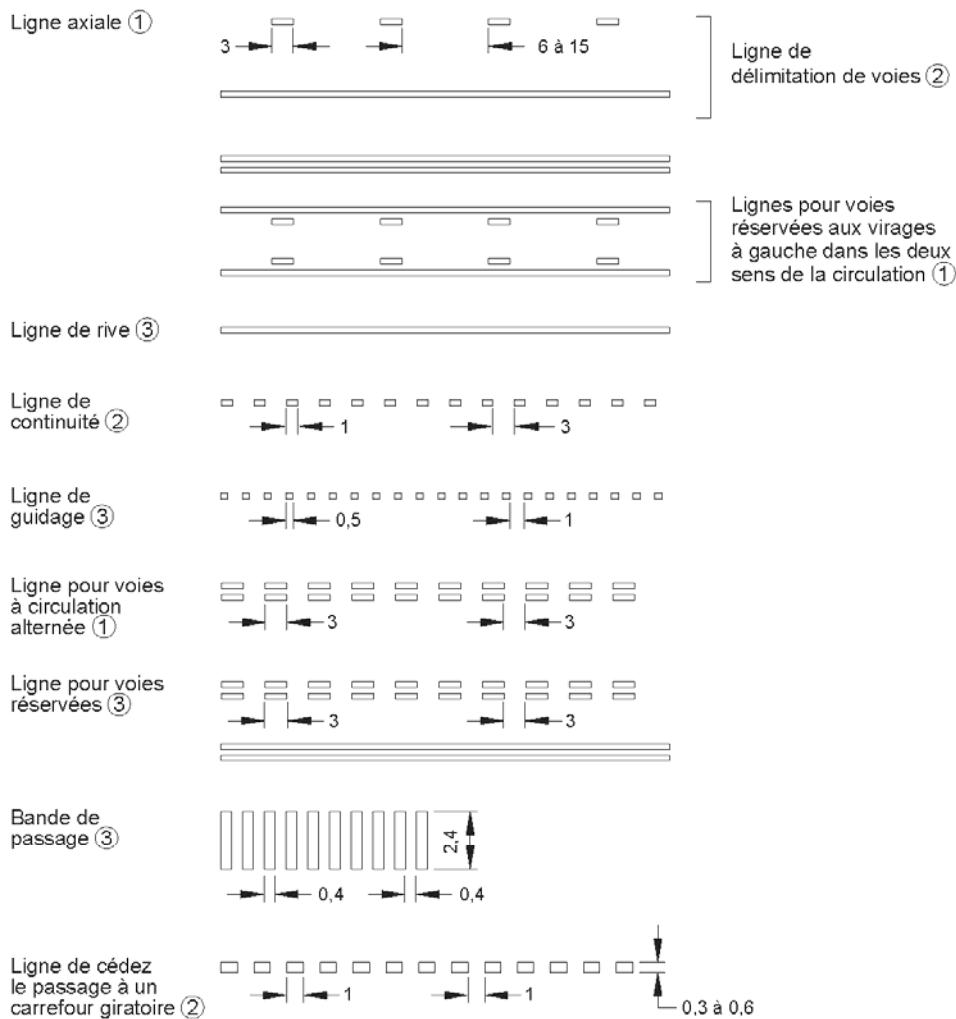 Ligne axiale ①
3
6 à 15
Ligne de
délimitation de voies ②
Lignes pour voies
réservées aux virages
à gauche dans les deux
sens de la circulation ①
Ligne de rive ③
Ligne de
continuité ②
1
3
Ligne de
guidage ③
0,5
1
Ligne pour voies
à circulation
alternée ①
3
3
Ligne pour voies
réservées ③
3
3
Bande de
passage ③
2,4
0,4
0,4
Ligne de cédez
le passage à un
carrefour giratoire ②
1
1
0,3 à 0,6